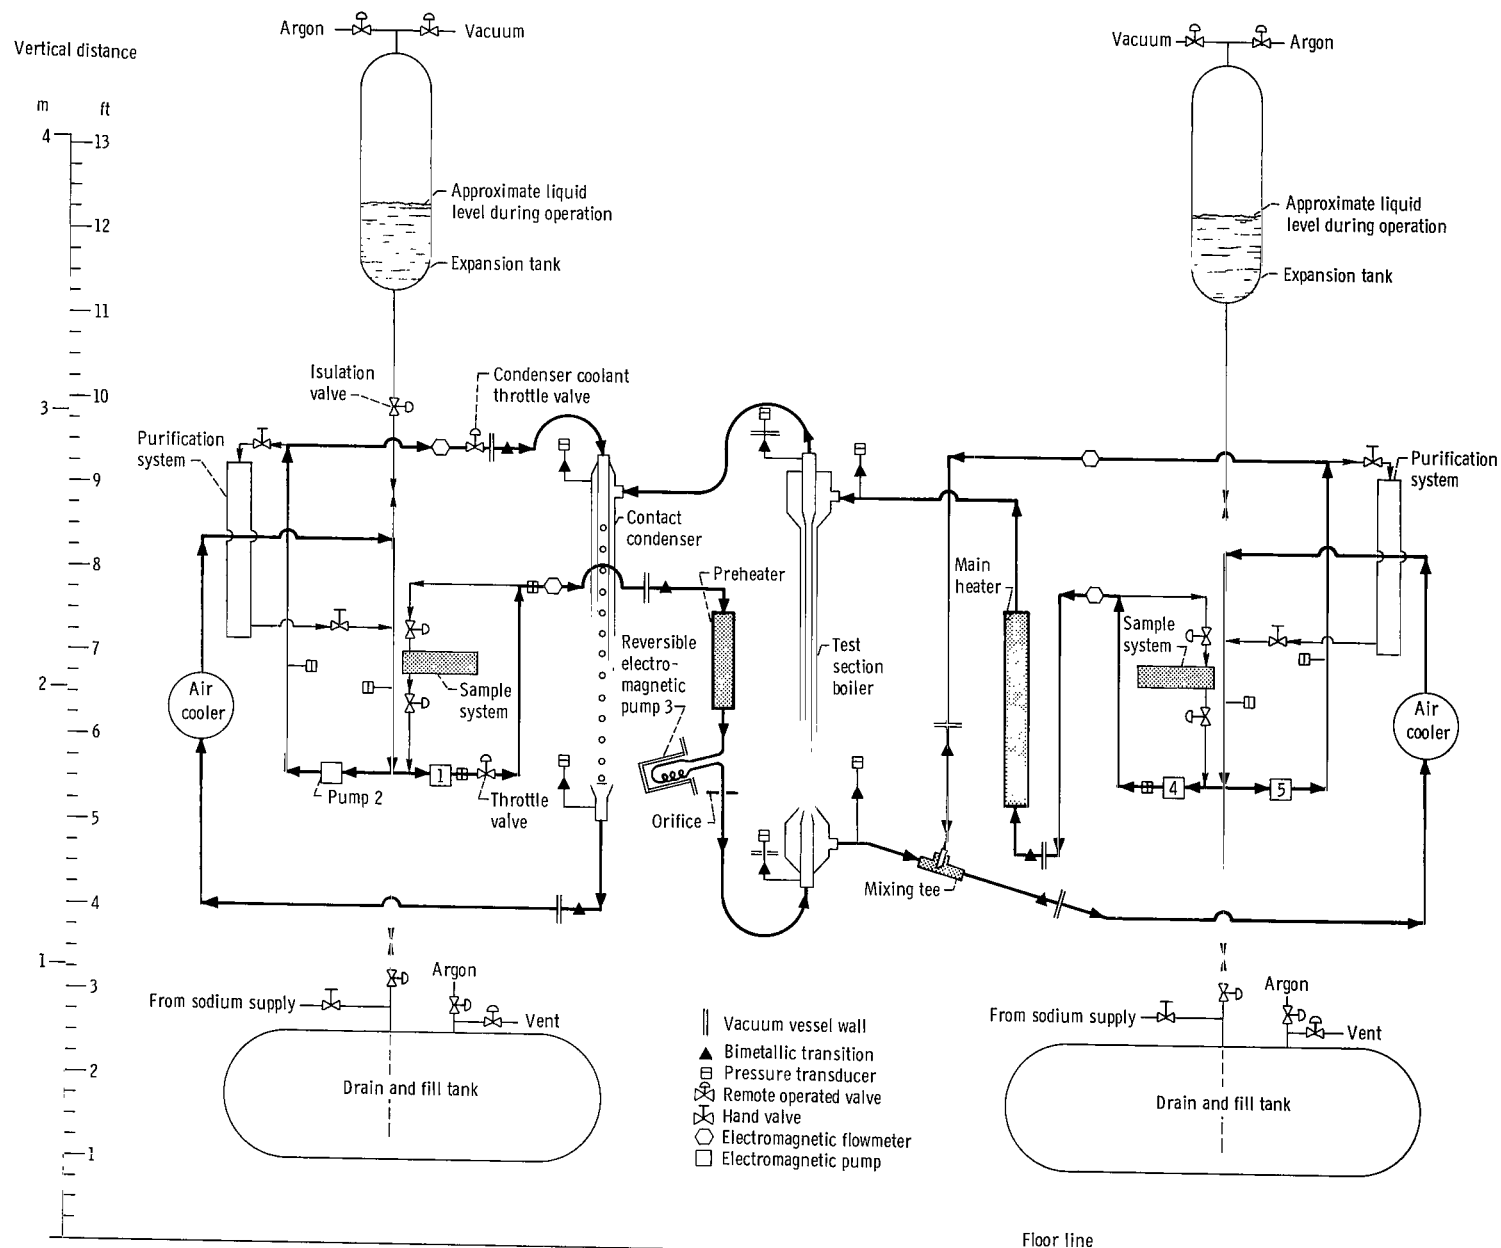 Argon
Vacuum
Vacuum
Argon
Vertical distance
m
ft
4
13
12
11
10
3
9
8
7
2
6
5
4
1
3
2
1
Approximate liquid
level during operation
Expansion tank
Approximate liquid
level during operation
Expansion tank
Isulation
valve
Condenser coolant
throttle valve
Purification
system
Purification
system
Contact
condenser
Preheater
Main
heater
Reversible
electro-
magnetic
pump 3
Test
section
boiler
Sample
system
Sample
system
Air
cooler
Air
cooler
Pump 2
1
Throttle
valve
4
5
Orifice
Mixing tee
Argon
From sodium supply
Vent
Drain and fill tank
Argon
From sodium supply
Vent
Drain and fill tank
Vacuum vessel wall
Bimetallic transition
Pressure transducer
Remote operated valve
Hand valve
Electromagnetic flowmeter
Electromagnetic pump
Floor line